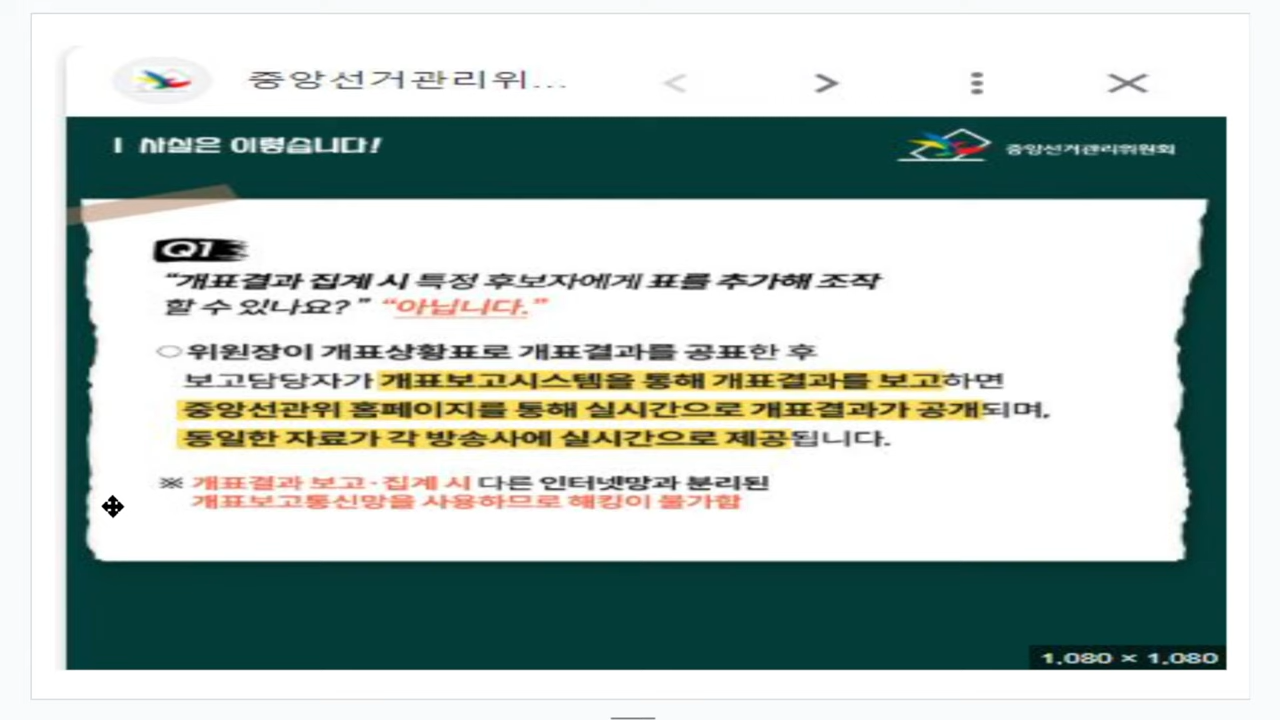 중앙선거관리위...
사실은 이렇습니다!
중앙선거관리위원회
Q1
“개표결과 집계 시 특정 후보자에게 표를 추가해 조작
할 수 있나요? ” “아닙니다.”
○위원장이 개표상황표로 개표결과를 공표한 후
보고담당자가 개표보고시스템을 통해 개표결과를 보고하면
중앙선관위 홈페이지를 통해 실시간으로 개표결과가 공개되며,
동일한 자료가 각 방송사에 실시간으로 제공됩니다.
※ 개표결과 보고·집계 시 다른 인터넷망과 분리된
개표보고통신망을 사용하므로 해킹이 불가함
1,080 × 1,080